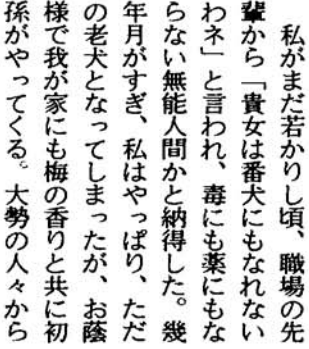 私がまだ若かりし頃、職場の先
輩から「貴女は番犬にもなれない
わネ」と言われ、毒にも薬にもな
らない無能人間かと納得した。幾
年月がすぎ、私はやっぱり、ただ
の老犬となってしまったが、お蔭
様で我が家にも梅の香りと共に初
孫がやってくる。大勢の人々から